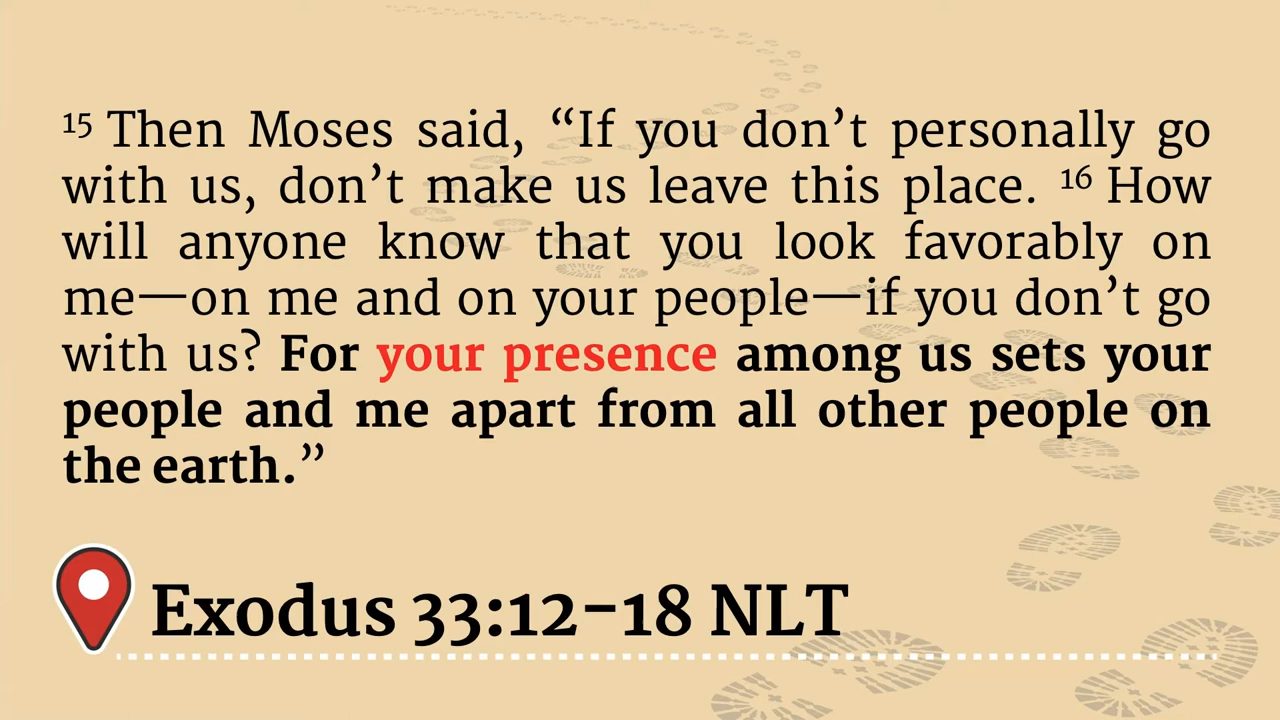 15 Then Moses said, “If you don’t personally go
with us, don’t make us leave this place. 16 How
will anyone know that you look favorably on
me—on me and on your people—if you don’t go
with us? For your presence among us sets your
people and me apart from all other people on
the earth.”
Exodus 33:12–18 NLT